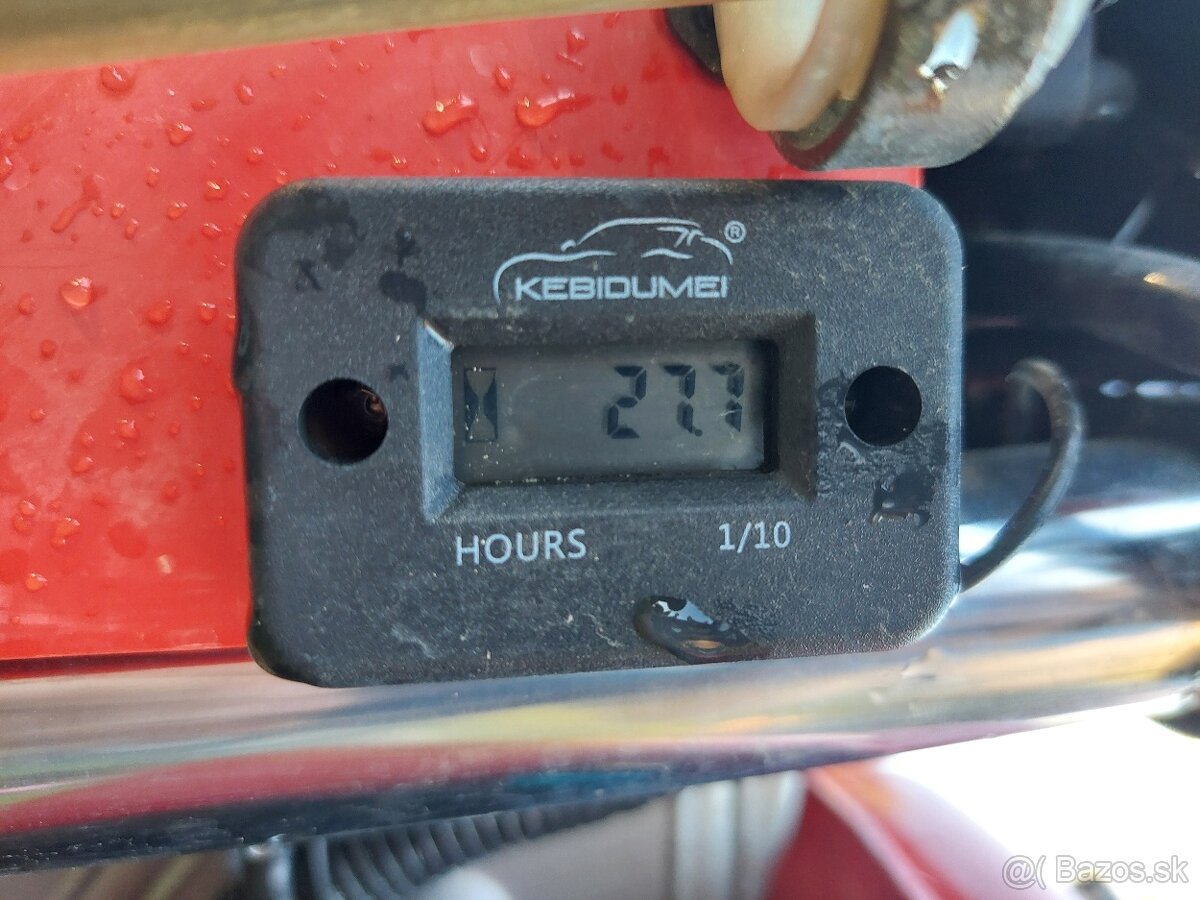 KEBIDUMEI®
27.7
HOURS 1/10
@( Bazos.sk